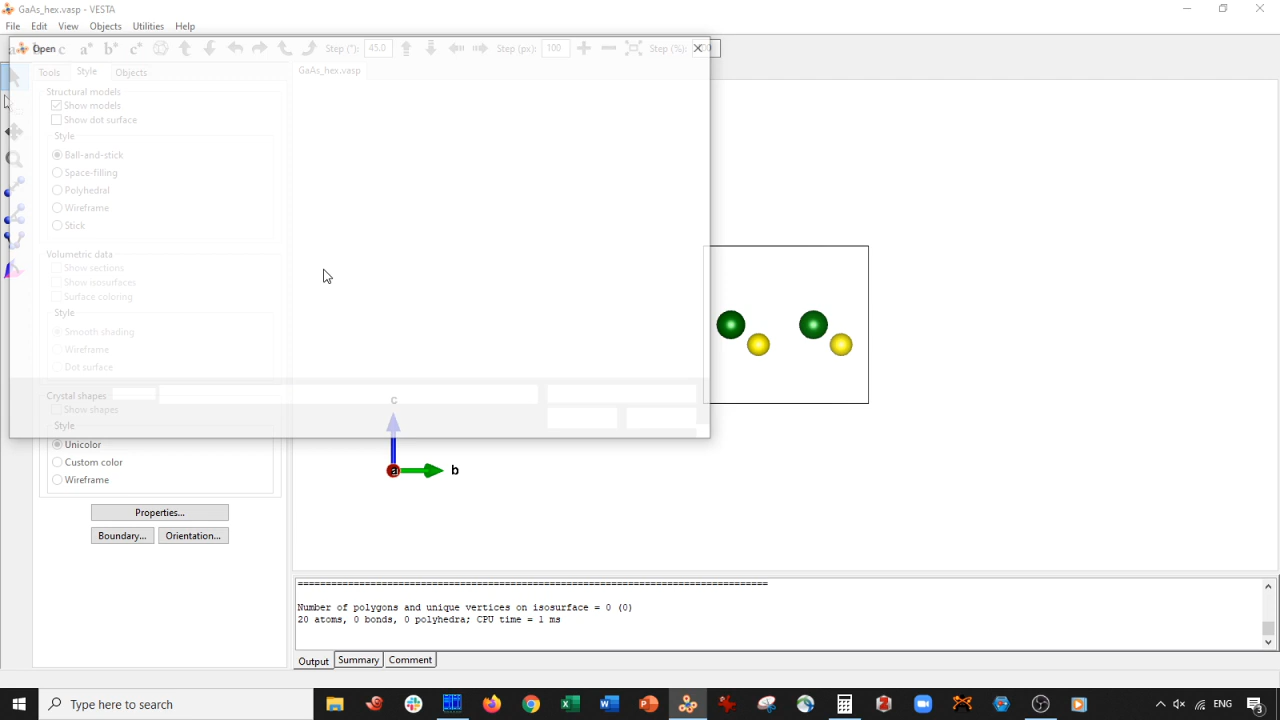 GaAs_hex.vasp - VESTA
File Edit View Objects Utilities Help
Open
c a* b* c* Step (°): 45.0 Step (px): 100 Step (%):
Tools Style Objects
GaAs_hex.vasp
Structural models
Show models
Show dot surface
Style
Ball-and-stick
Space-filling
Polyhedral
Wireframe
Stick
Volumetric data
Show sections
Show isosurfaces
Surface coloring
Style
Smooth shading
Wireframe
Dot surface
Crystal shapes
Show shapes
Style
Unicolor
Custom color
Wireframe
Properties...
Boundary... Orientation...
c
a
b
================================================================================
Number of polygons and unique vertices on isosurface = 0 (0)
20 atoms, 0 bonds, 0 polyhedra; CPU time = 1 ms
Output Summary Comment
Type here to search
ENG
3